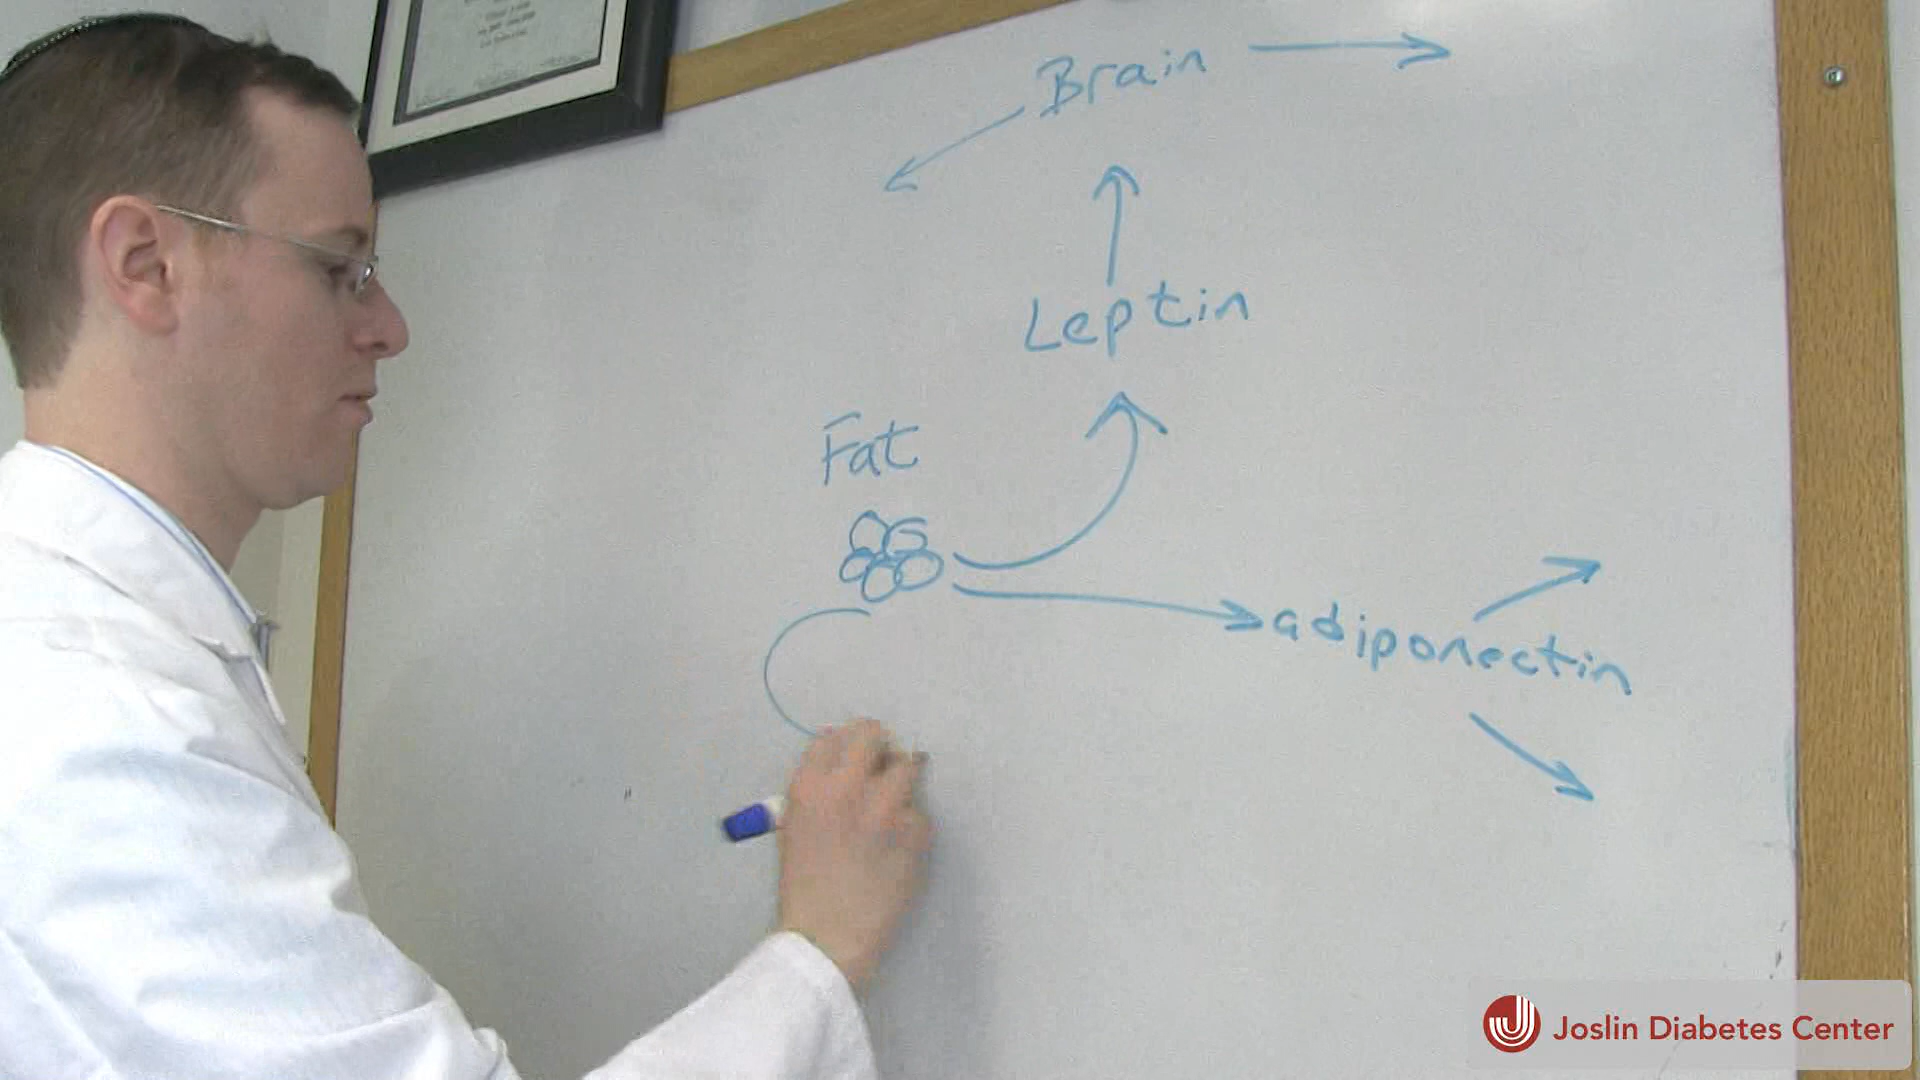 Brain
Leptin
Fat
adiponectin
Joslin Diabetes Center